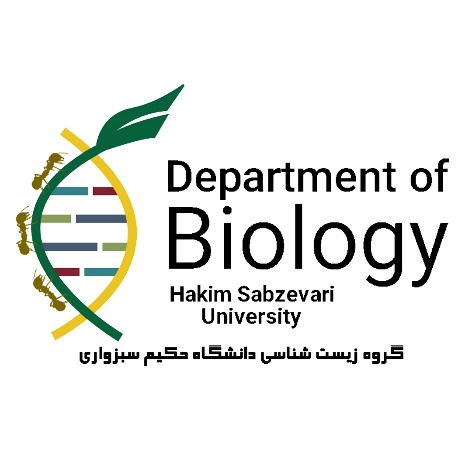 Department of
Biology
Hakim Sabzevari
University
گروه زیست شناسی دانشگاه حکیم سبزواری